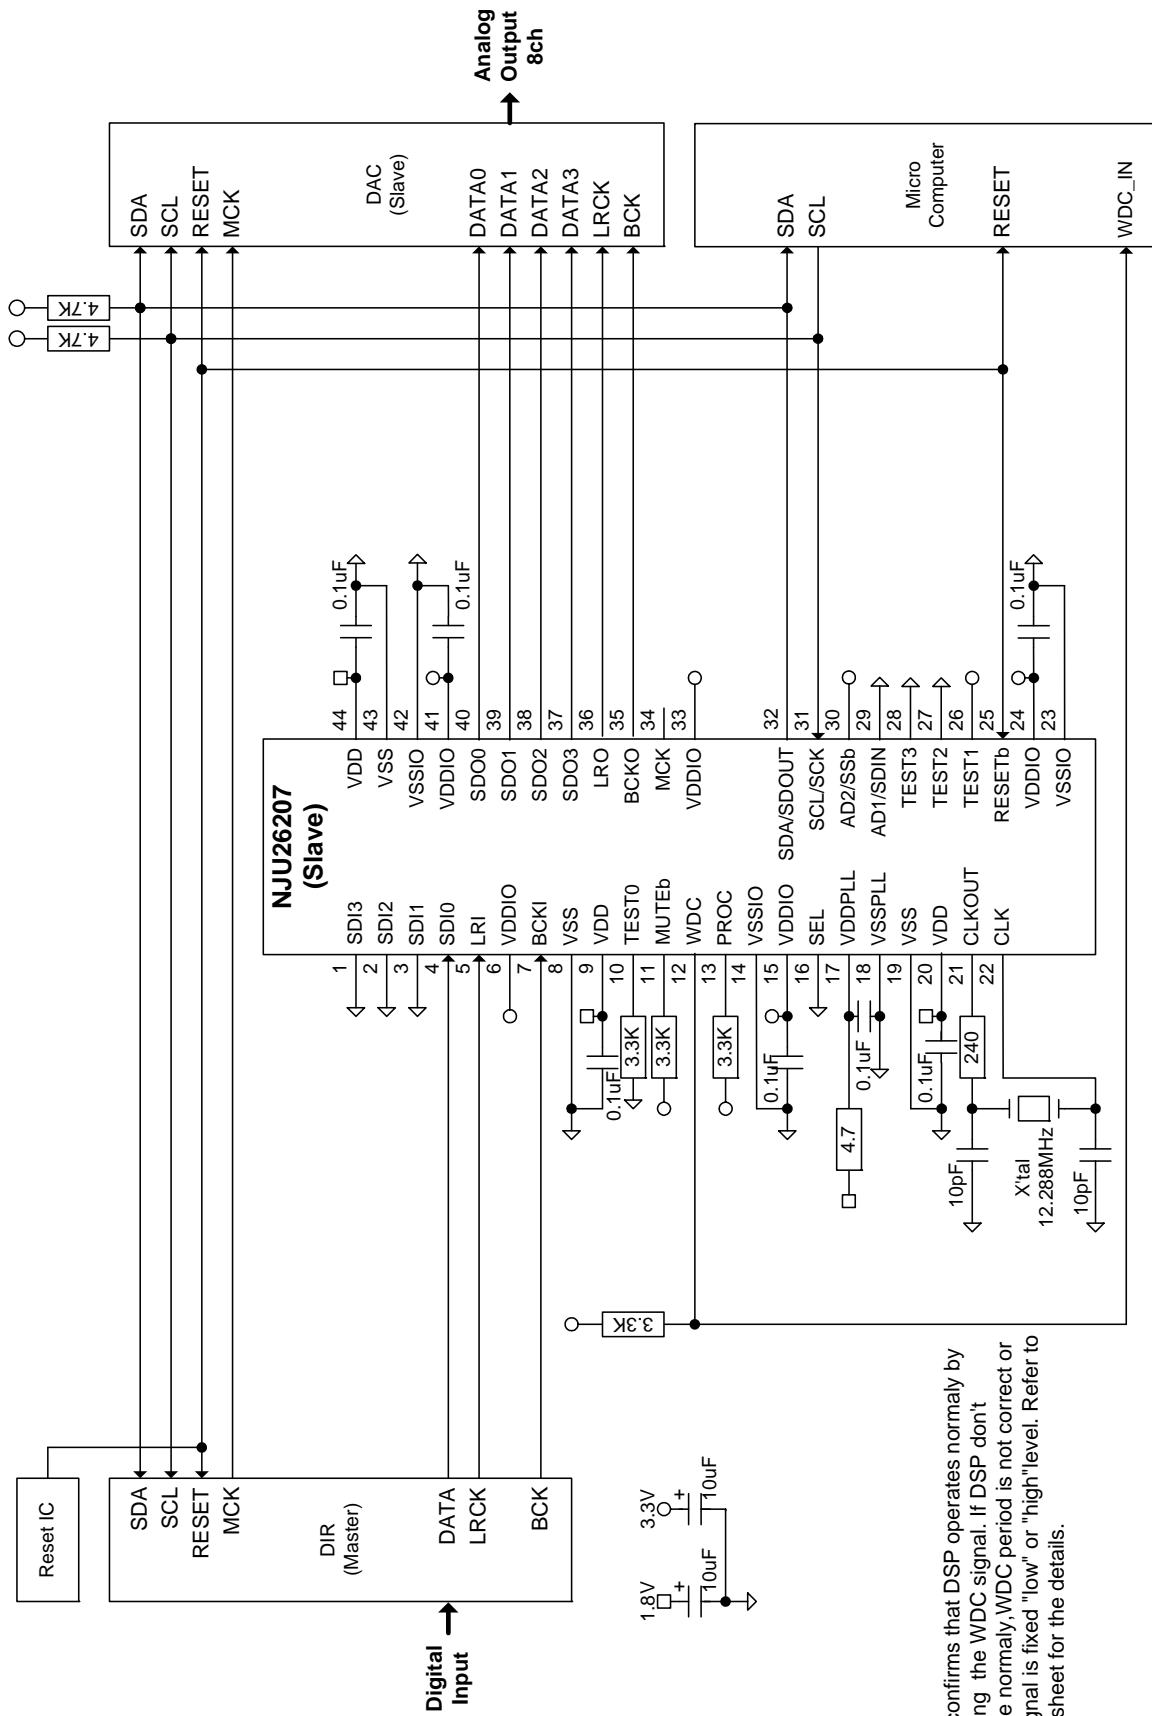 Reset IC
SDA
SCL
RESET
MCK
DIR
(Master)
DATA
LRCK
BCK
Digital
Input
1.8V
+
10uF
3.3V
+
10uF
NJU26207
(Slave)
1 SDI3
2 SDI2
3 SDI1
4 SDI0
5 LRI
6 VDDIO
7 BCKI
8 VSS
9 VDD
10 TEST0
11 MUTEb
12 WDC
13 PROC
14 VSSIO
15 VDDIO
16 SEL
17 VDDPLL
18 VSSPLL
19 VSS
20 VDD
21 CLKOUT
22 CLK
0.1uF
3.3K
3.3K
3.3K
3.3K
0.1uF
0.1uF
4.7
0.1uF
240
10pF
X'tal
12.288MHz
10pF
VDD 44
VSS 43
VSSIO 42
VDDIO 41
SDO0 40
SDO1 39
SDO2 38
SDO3 37
LRO 36
BCKO 35
MCK 34
VDDIO 33
SDA/SDOUT 32
SCL/SCK 31
AD2/SSb 30
AD1/SDIN 29
TEST3 28
TEST2 27
TEST1 26
RESETb 25
VDDIO 24
VSSIO 23
0.1uF
0.1uF
0.1uF
4.7K
4.7K
SDA
SCL
RESET
MCK
DAC
(Slave)
DATA0
DATA1
DATA2
DATA3
LRCK
BCK
Analog
Output
8ch
SDA
SCL
Micro
Computer
RESET
WDC_IN
confirms that DSP operates normaly by
the WDC signal. If DSP don't
normaly,WDC period is not correct or
is fixed "low" or "high"level. Refer to
sheet for the details.